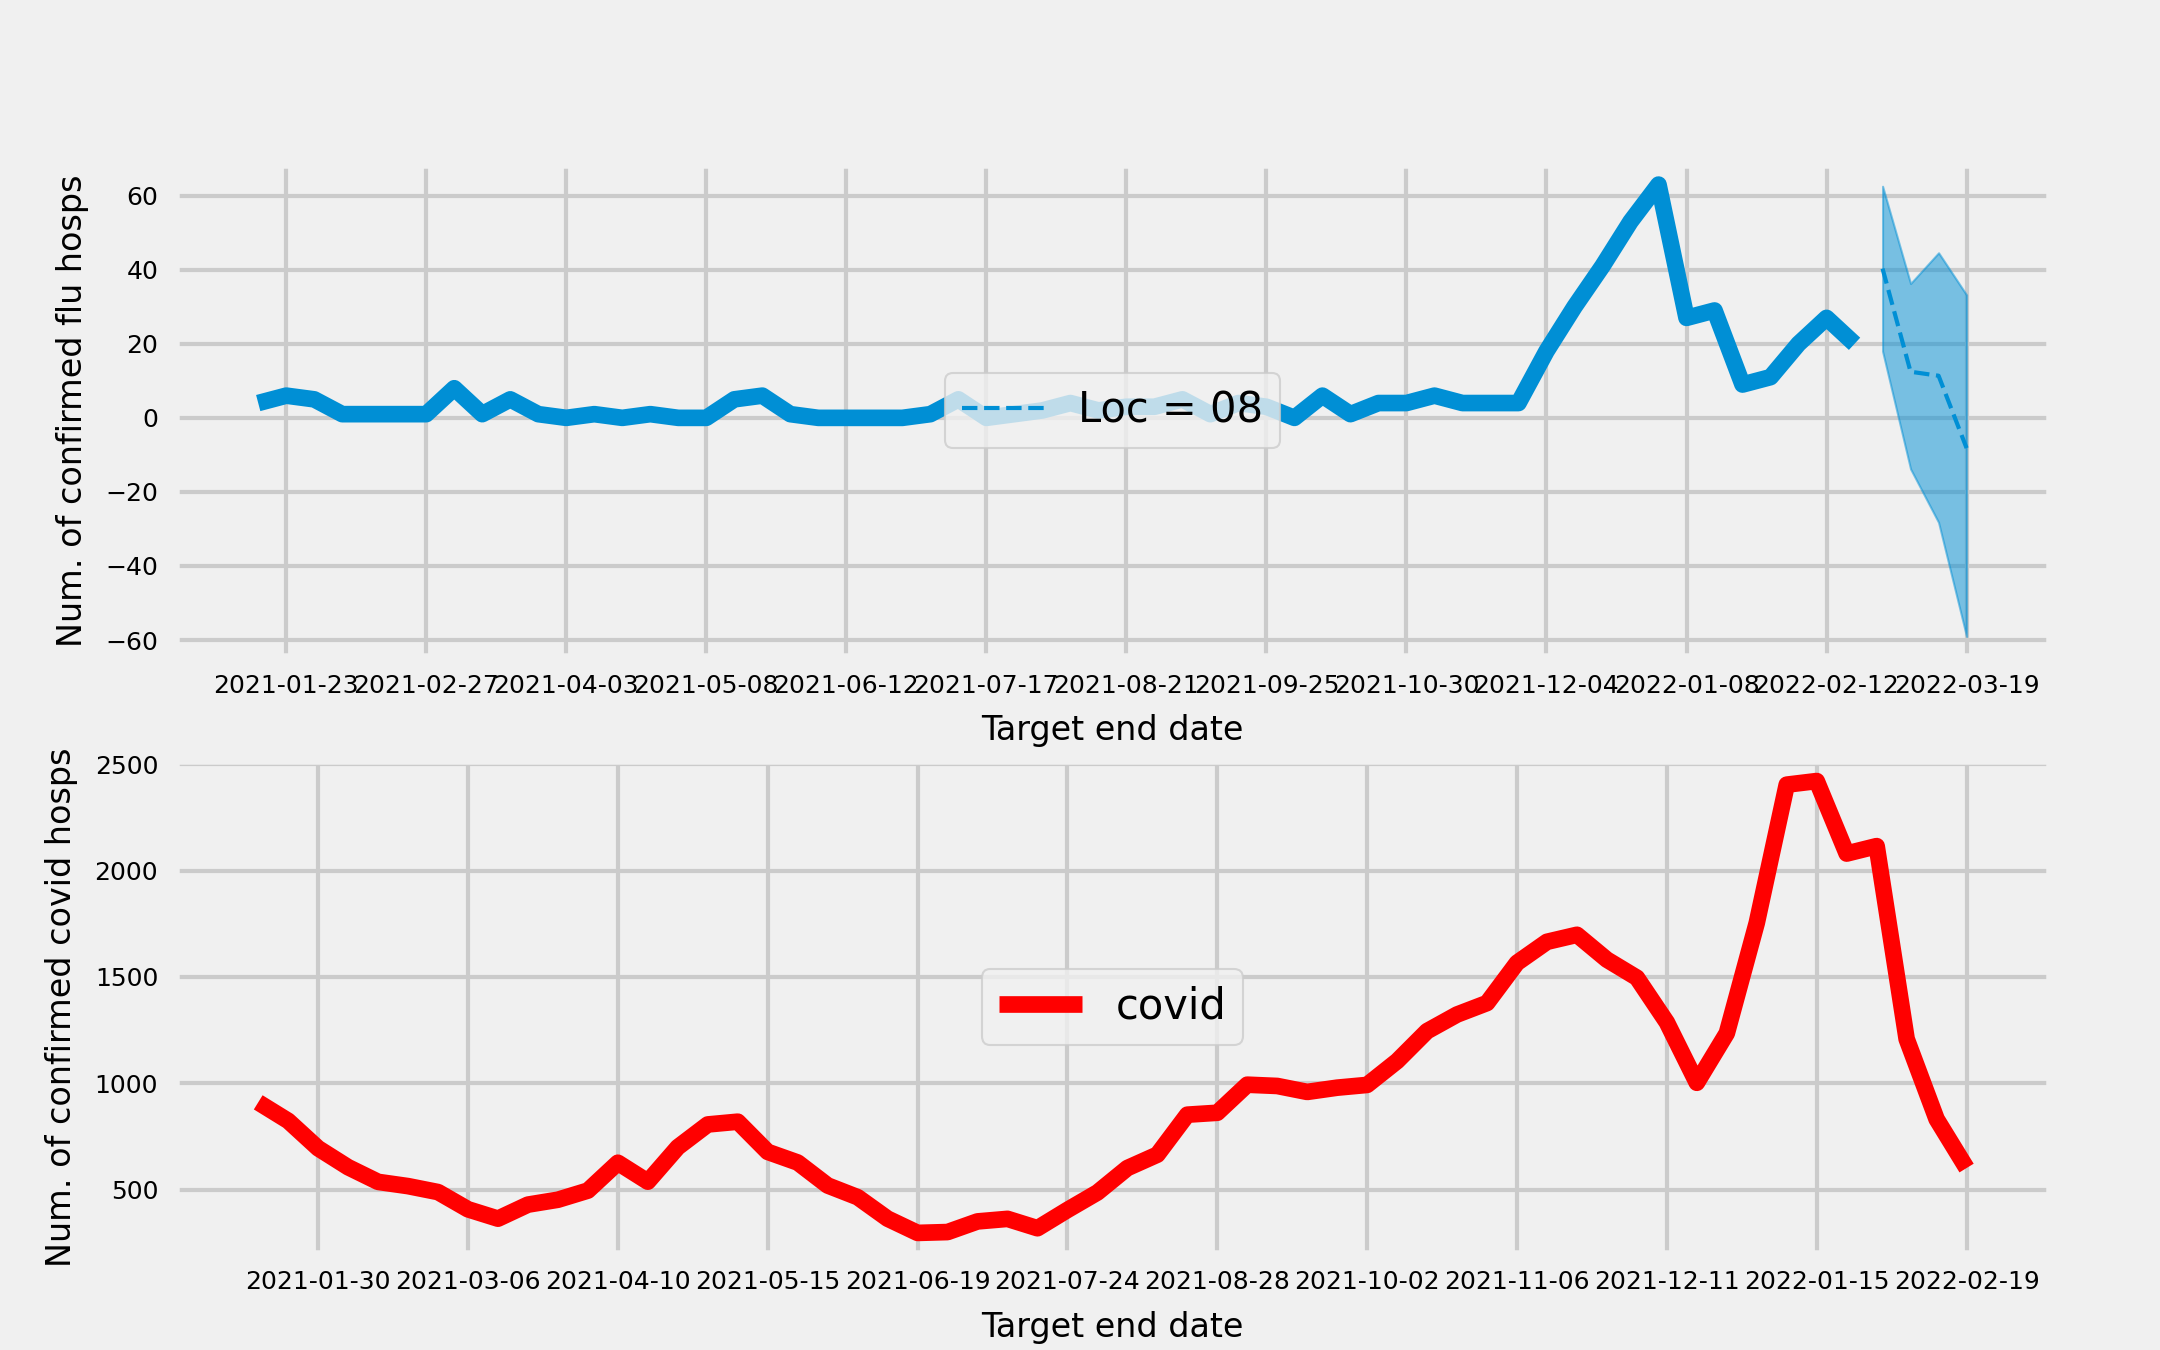 Num. of confirmed flu hosps
60
40
20
0
−20
−40
−60
Loc = 08
2021-01-23 2021-02-27 2021-04-03 2021-05-08 2021-06-12 2021-07-17 2021-08-21 2021-09-25 2021-10-30 2021-12-04 2022-01-08 2022-02-12 2022-03-19
Target end date
Num. of confirmed covid hosps
2500
2000
1500
1000
500
covid
2021-01-30 2021-03-06 2021-04-10 2021-05-15 2021-06-19 2021-07-24 2021-08-28 2021-10-02 2021-11-06 2021-12-11 2022-01-15 2022-02-19
Target end date